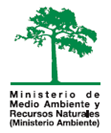 Ministerio de
Medio Ambiente y
Recursos Naturales
(Ministerio Ambiente)